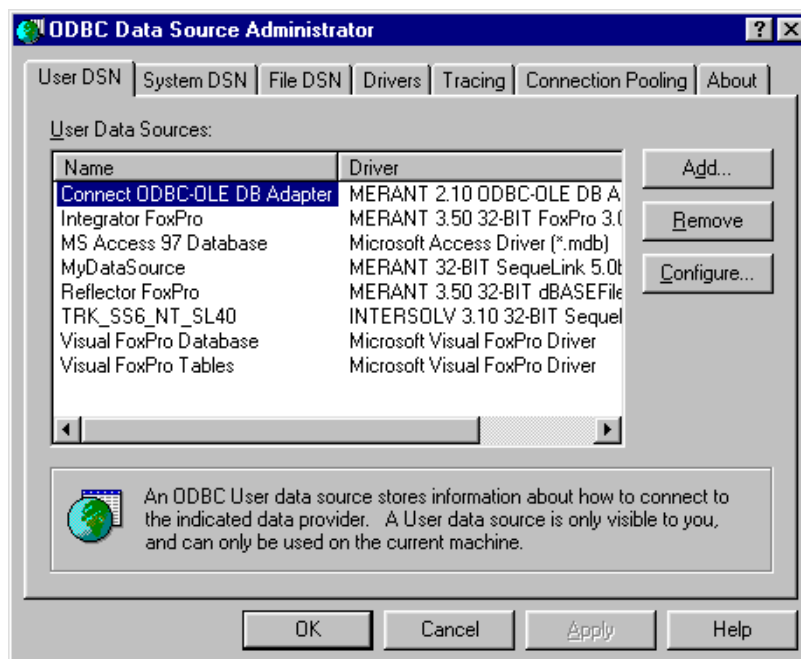 ODBC Data Source Administrator
User DSN System DSN File DSN Drivers Tracing Connection Pooling About
User Data Sources:
Name Driver
Connect ODBC-OLE DB Adapter MERANT 2.10 ODBC-OLE DB A
Integrator FoxPro MERANT 3.50 32-BIT FoxPro 3.0
MS Access 97 Database Microsoft Access Driver (*.mdb)
MyDataSource MERANT 32-BIT SequeLink 5.0b
Reflector FoxPro MERANT 3.50 32-BIT dBASEFile
TRK_SS6_NT_SL40 INTERSOLV 3.10 32-BIT Sequel
Visual FoxPro Database Microsoft Visual FoxPro Driver
Visual FoxPro Tables Microsoft Visual FoxPro Driver
Add...
Remove
Configure...
An ODBC User data source stores information about how to connect to
the indicated data provider. A User data source is only visible to you,
and can only be used on the current machine.
OK Cancel Apply Help